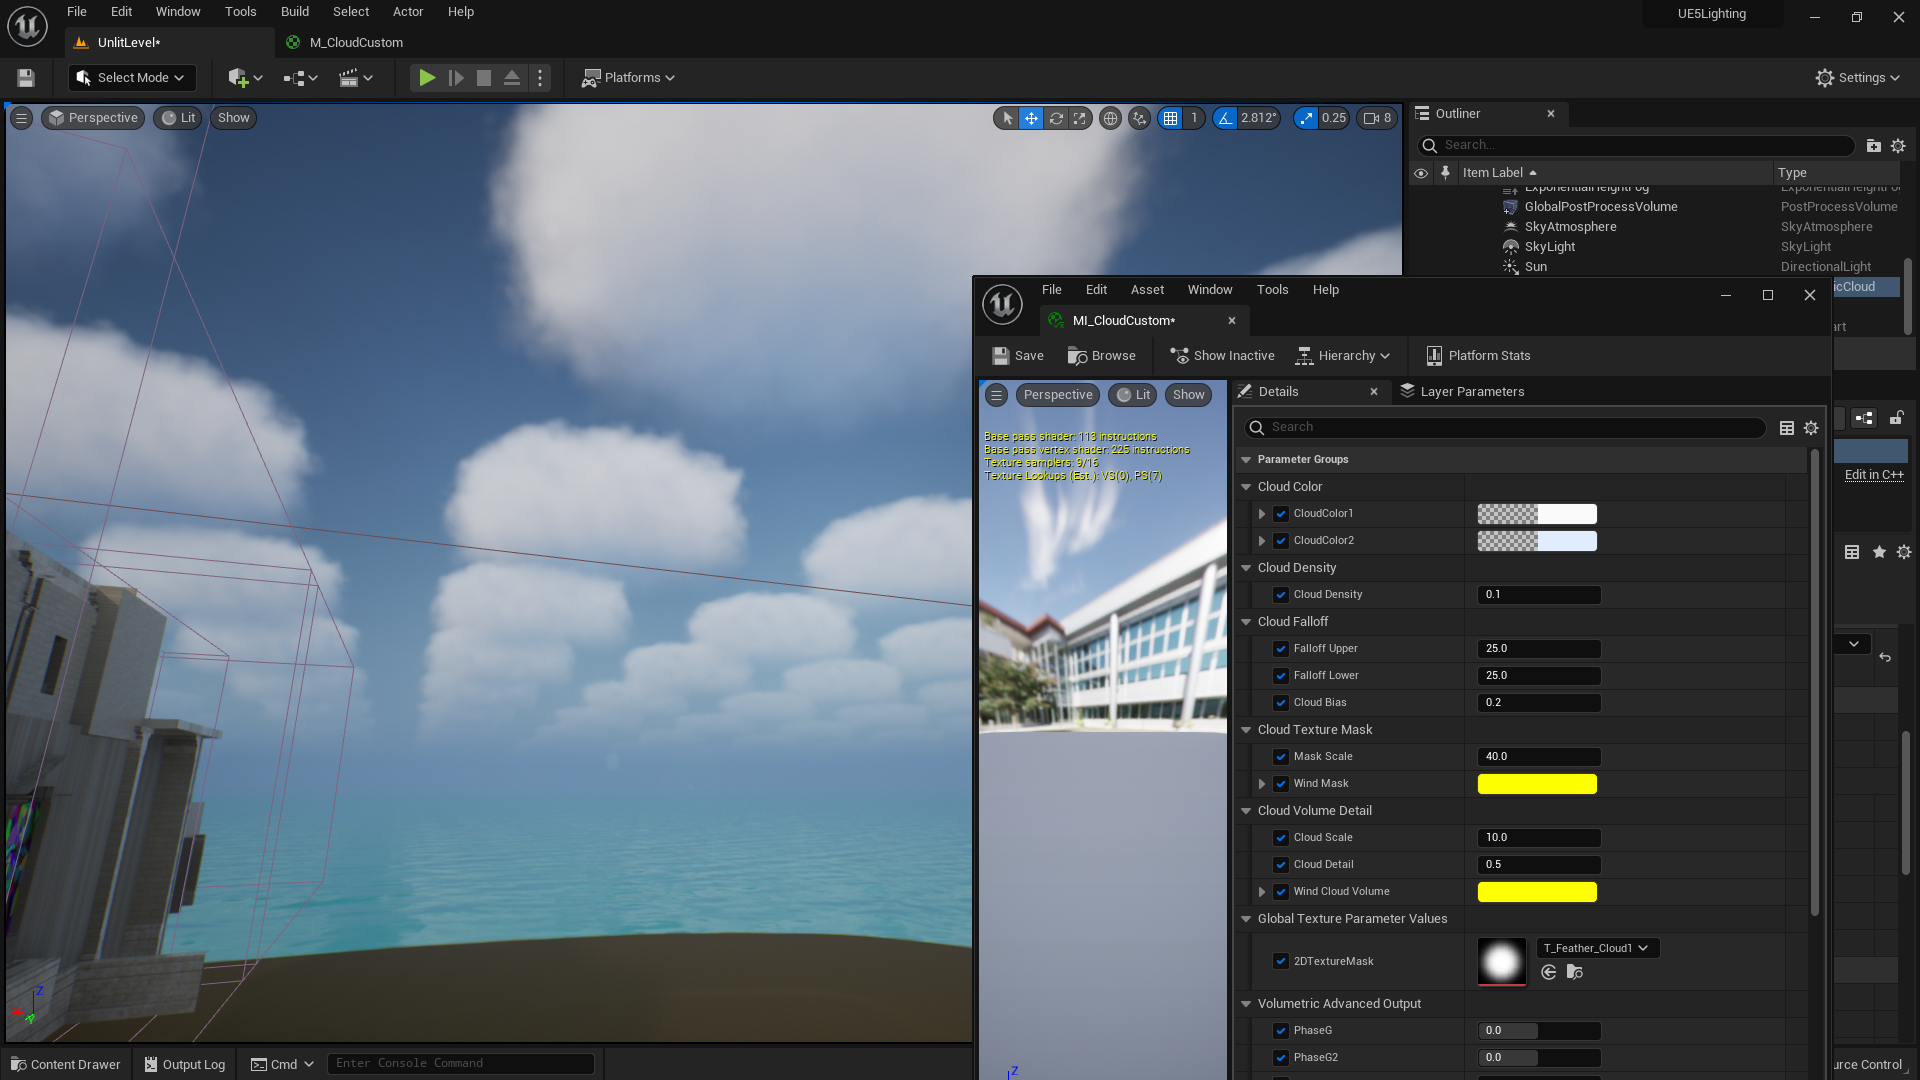 File Edit Window Tools Build Select Actor Help
UE5Lighting
UnlitLevel*
M_CloudCustom
Select Mode
Platforms
Settings
Perspective
Lit
Show
1
2.812°
0.25
8
Outliner
Search...
Item Label
Type
ExponentialHeightFog
GlobalPostProcessVolume PostProcessVolume
SkyAtmosphere SkyAtmosphere
SkyLight SkyLight
Sun DirectionalLight
icCloud
art
Edit in C++
File Edit Asset Window Tools Help
MI_CloudCustom*
Save
Browse
Show Inactive
Hierarchy
Platform Stats
Perspective
Lit
Show
Base pass shader: 113 instructions
Base pass vertex shader: 225 instructions
Texture samplers: 9/16
Texture Lookups (Est.): VS(0), PS(7)
Z
Details
Layer Parameters
Search
Parameter Groups
Cloud Color
CloudColor1
CloudColor2
Cloud Density
Cloud Density 0.1
Cloud Falloff
Falloff Upper 25.0
Falloff Lower 25.0
Cloud Bias 0.2
Cloud Texture Mask
Mask Scale 40.0
Wind Mask
Cloud Volume Detail
Cloud Scale 10.0
Cloud Detail 0.5
Wind Cloud Volume
Global Texture Parameter Values
2DTextureMask T_Feather_Cloud1
Volumetric Advanced Output
PhaseG 0.0
PhaseG2 0.0
Z
Content Drawer
Output Log
Cmd
Enter Console Command
urce Control